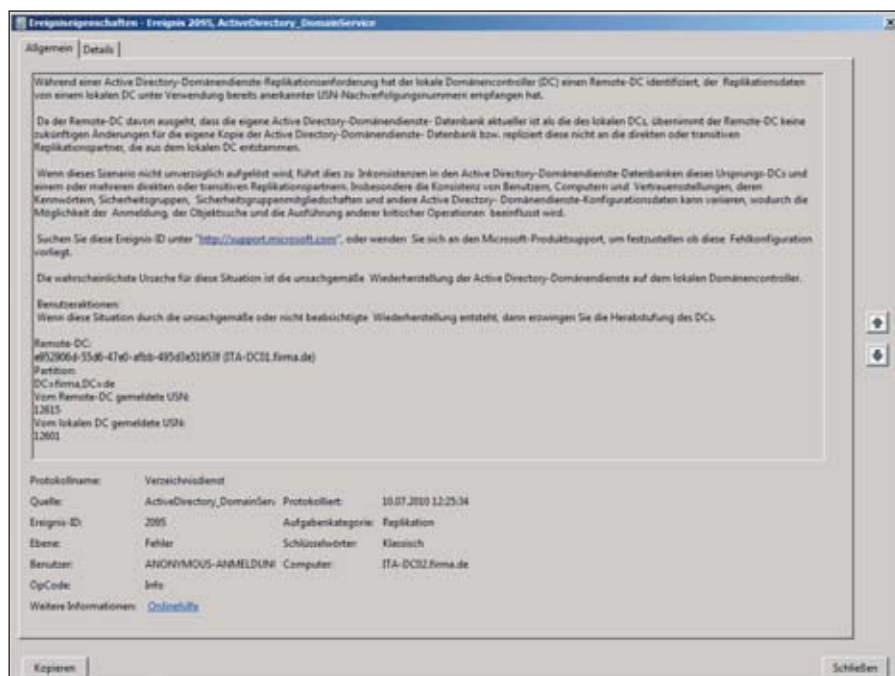 Ereigniseigenschaften - Ereignis 2095, ActiveDirectory_DomainService
Allgemein Details
Während einer Active Directory-Domänendienste-Replikationsanforderung hat der lokale Domänencontroller (DC) einen Remote-DC identifiziert, der Replikationsdaten
von einem lokalen DC unter Verwendung bereits anerkannter USN-Nachverfolgungsnummern empfangen hat.
Da der Remote-DC davon ausgeht, dass die eigene Active Directory-Domänendienste- Datenbank aktueller ist als die des lokalen DCs, übernimmt der Remote-DC keine
zukünftigen Änderungen für die eigene Kopie der Active Directory-Domänendienste- Datenbank bzw. repliziert diese nicht an die direkten oder transitiven
Replikationspartner, die aus dem lokalen DC entstammen.
Wenn dieses Szenario nicht unverzüglich aufgelöst wird, führt dies zu Inkonsistenzen in den Active Directory-Domänendienste-Datenbanken dieses Ursprungs-DCs und
einem oder mehreren direkten oder transitiven Replikationspartnern. Insbesondere die Konsistenz von Benutzern, Computern und Vertrauensstellungen, deren
Kennwörtern, Sicherheitsgruppen, Sicherheitsgruppenmitgliedschaften und andere Active Directory- Domänendienste-Konfigurationsdaten kann variieren, wodurch die
Möglichkeit der Anmeldung, der Objektsuche und die Ausführung anderer kritischer Operationen beeinflusst wird.
Suchen Sie diese Ereignis-ID unter "http://support.microsoft.com", oder wenden Sie sich an den Microsoft-Produktsupport, um festzustellen ob diese Fehlkonfiguration
vorliegt.
Die wahrscheinlichste Ursache für diese Situation ist die unsachgemäße Wiederherstellung der Active Directory-Domänendienste auf dem lokalen Domänencontroller.
Benutzeraktionen:
Wenn diese Situation durch die unsachgemäße oder nicht beabsichtigte Wiederherstellung entsteht, dann erzwingen Sie die Herabstufung des DCs.
Remote-DC:
e952906d-55d6-47e0-afbb-495d3e51953f (ITA-DC01.firma.de)
Partition:
DC=firma,DC=de
Vom Remote-DC gemeldete USN:
12615
Vom lokalen DC gemeldete USN:
12601
Protokollname: Verzeichnisdienst
Quelle: ActiveDirectory_DomainServ Protokolliert: 10.07.2010 12:25:34
Ereignis-ID: 2095 Aufgabenkategorie: Replikation
Ebene: Fehler Schlüsselwörter: Klassisch
Benutzer: ANONYMOUS-ANMELDUN Computer: ITA-DC02.firma.de
OpCode: Info
Weitere Informationen: Onlinehilfe
Kopieren Schließen